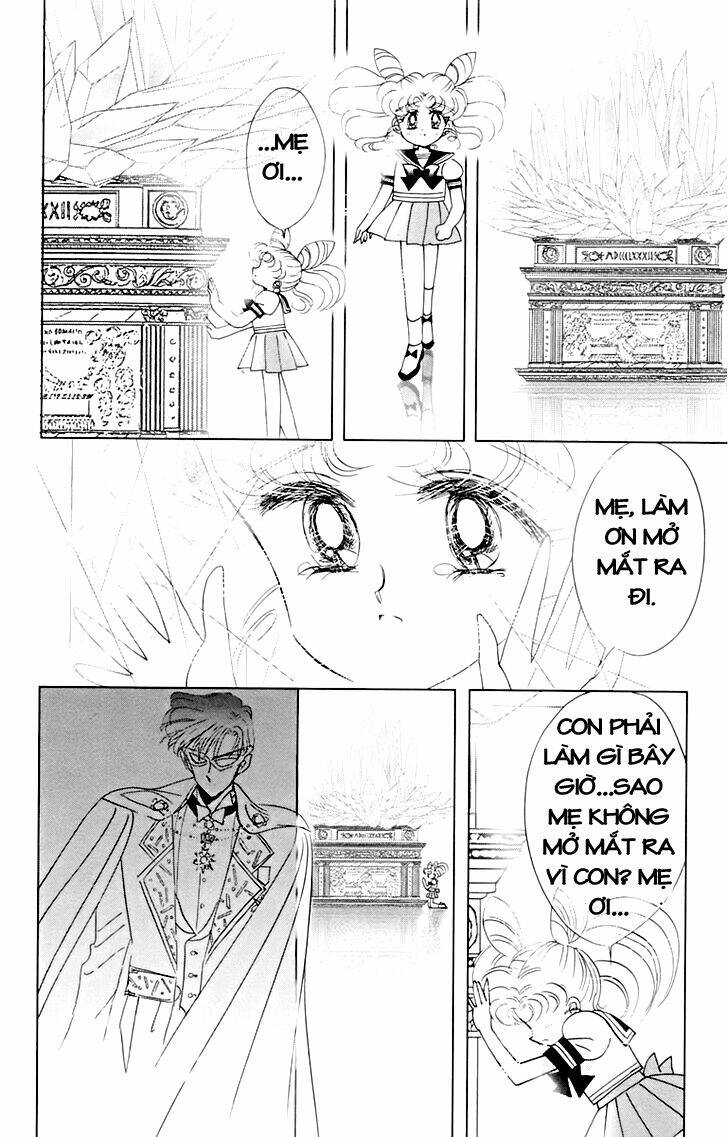 ...MẸ
ƠI...
MẸ, LÀM
ƠN MỞ
MẮT RA
ĐI.
CON PHẢI
LÀM GÌ BÂY
GIỜ...SAO
MẸ KHÔNG
MỞ MẮT RA
VÌ CON? MẸ
ƠI...